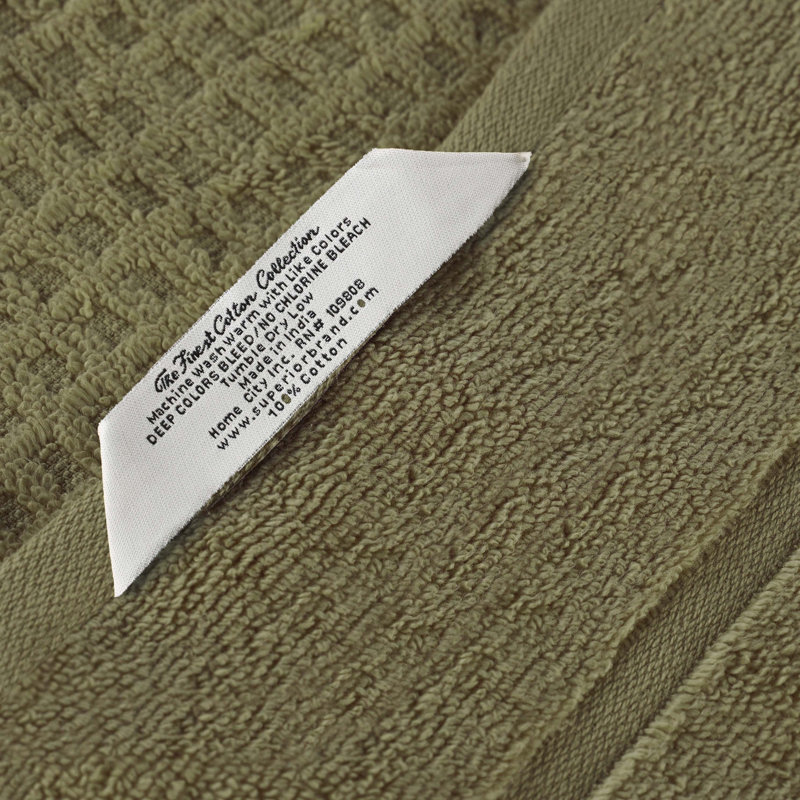 The Finest Cotton Collection
Machine Wash Warm with Like Colors
DEEP COLORS BLEED/NO CHLORINE BLEACH
Tumble Dry Low
Made in India
Home City Inc. RN# 109808
www.superiorbrand.com
100% Cotton